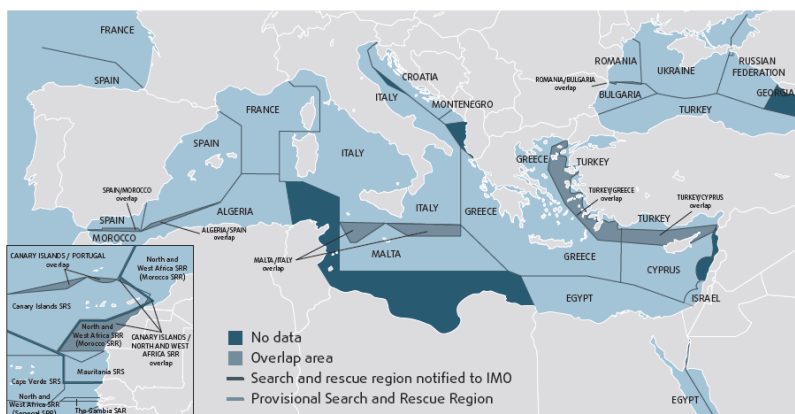 FRANCE
SPAIN
FRANCE
SPAIN
ITALY
CROATIA
ITALY
MONTENEGRO
ROMANIA
ROMANIA/BULGARIA
overlap
BULGARIA
UKRAINE
RUSSIAN
FEDERATION
GEORGIA
TURKEY
GREECE
TURKEY
TURKEY/GREECE
overlap
TURKEY/CYPRUS
overlap
TURKEY
SPAIN/MOROCCO
overlap
SPAIN
MOROCCO
ALGERIA
ALGERIA/SPAIN
overlap
ITALY
GREECE
MALTA/ITALY
overlap
MALTA
GREECE
CYPRUS
EGYPT
ISRAEL
EGYPT
CANARY ISLANDS / PORTUGAL
overlap
North and
West Africa SRR
(Morocco SRR)
Canary Islands SRS
North and
West Africa SRR
(Morocco SRR)
CANARY ISLANDS /
NORTH AND WEST
AFRICA SRR
overlap
Mauritania SRS
Cape Verde SRS
North and
West Africa SRR
(Senegal SRR)
The Gambia SAR
No data
Overlap area
Search and rescue region notified to IMO
Provisional Search and Rescue Region